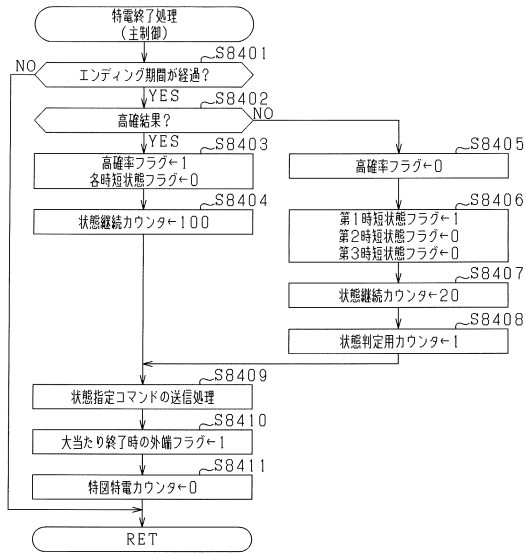 特電終了処理
(主制御)
S8401
エンディング期間が経過?
NO
YES
S8402
高確結果?
NO
YES
S8403
高確率フラグ←1
各時短状態フラグ←0
S8404
状態継続カウンタ←100
S8405
高確率フラグ←0
S8406
第1時短状態フラグ←1
第2時短状態フラグ←0
第3時短状態フラグ←0
S8407
状態継続カウンタ←20
S8408
状態判定用カウンタ←1
S8409
状態指定コマンドの送信処理
S8410
大当たり終了時の外端フラグ←1
S8411
特図特電カウンタ←0
RET